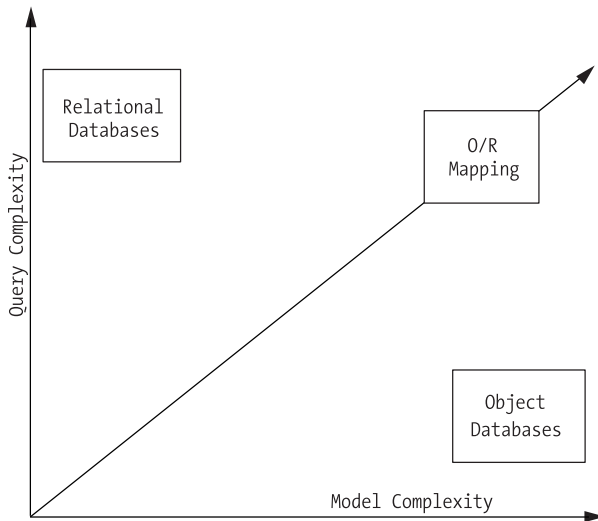 Relational
Databases
O/R
Mapping
Query Complexity
Object
Databases
Model Complexity